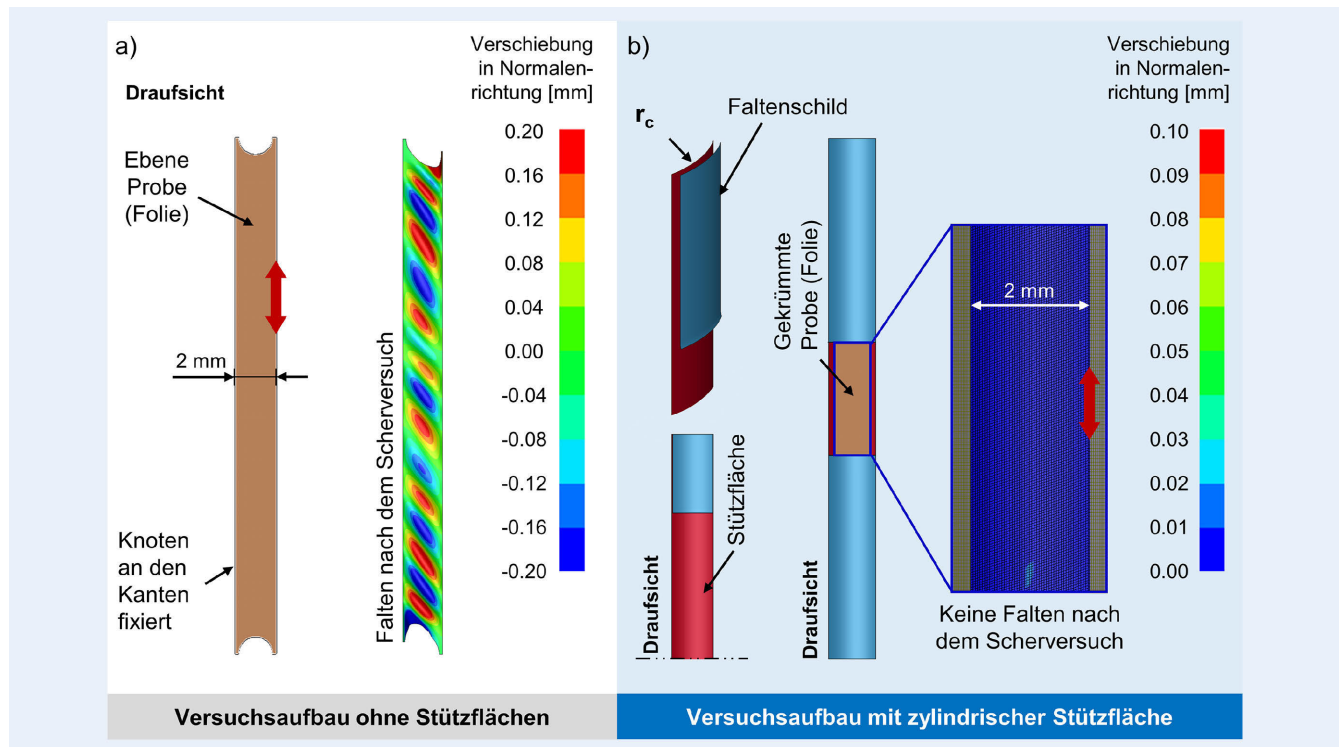 a)
Draufsicht
Ebene
Probe
(Folie)
2 mm
Knoten
an den
Kanten
fixiert
Falten nach dem Scherversuch
Verschiebung
in Normalen-
richtung [mm]
0.20
0.16
0.12
0.08
0.04
0.00
-0.04
-0.08
-0.12
-0.16
-0.20
Versuchsaufbau ohne Stützflächen
b)
rc
Faltenschild
Stützfläche
Draufsicht
Gekrümmte
Probe (Folie)
Draufsicht
2 mm
Keine Falten nach
dem Scherversuch
Verschiebung
in Normalen-
richtung [mm]
0.10
0.09
0.08
0.07
0.06
0.05
0.04
0.03
0.02
0.01
0.00
Versuchsaufbau mit zylindrischer Stützfläche